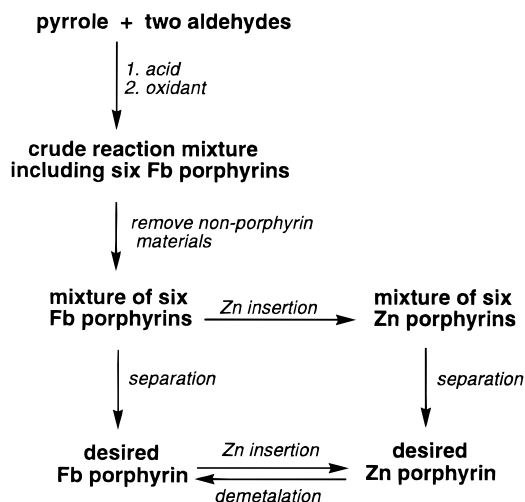 pyrrole + two aldehydes
1. acid
2. oxidant
crude reaction mixture
including six Fb porphyrins
remove non-porphyrin
materials
mixture of six
Fb porphyrins
Zn insertion
mixture of six
Zn porphyrins
separation
separation
desired
Fb porphyrin
Zn insertion
demetalation
desired
Zn porphyrin